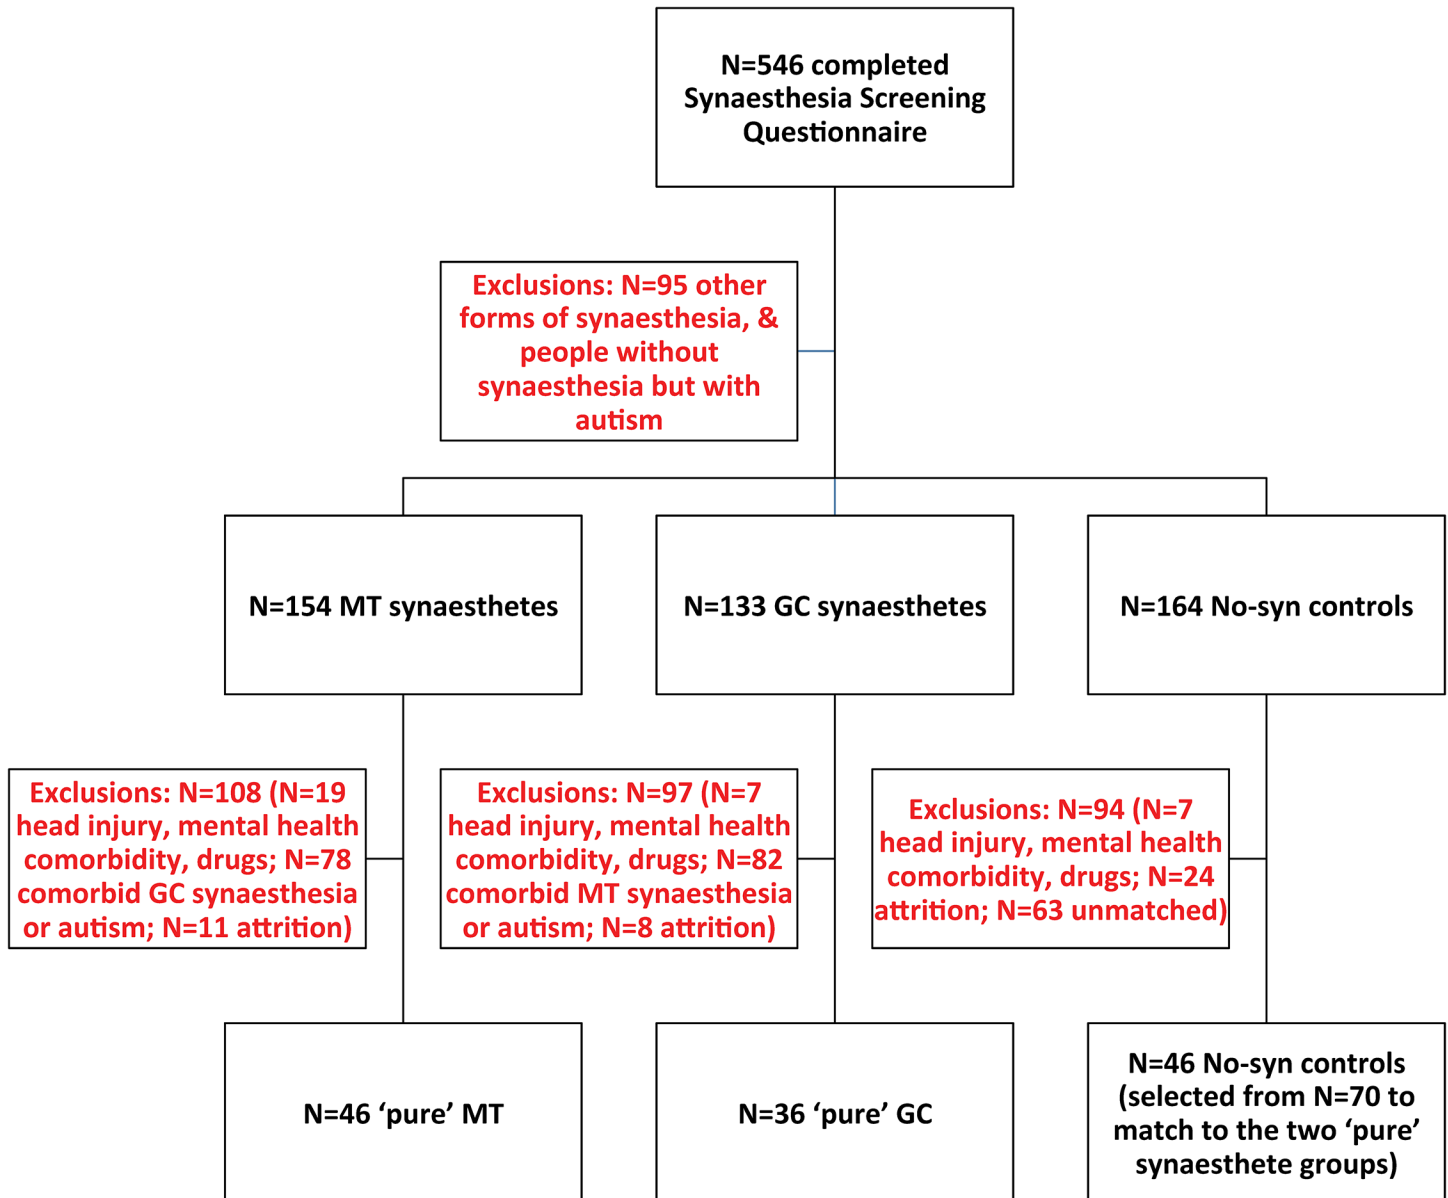 N=546 completed
Synaesthesia Screening
Questionnaire
Exclusions: N=95 other
forms of synaesthesia, &
people without
synaesthesia but with
autism
N=154 MT synaesthetes
N=133 GC synaesthetes
N=164 No-syn controls
Exclusions: N=108 (N=19
head injury, mental health
comorbidity, drugs; N=78
comorbid GC synaesthesia
or autism; N=11 attrition)
Exclusions: N=97 (N=7
head injury, mental health
comorbidity, drugs; N=82
comorbid MT synaesthesia
or autism; N=8 attrition)
Exclusions: N=94 (N=7
head injury, mental health
comorbidity, drugs; N=24
attrition; N=63 unmatched)
N=46 ‘pure’ MT
N=36 ‘pure’ GC
N=46 No-syn controls
(selected from N=70 to
match to the two ‘pure’
synaesthete groups)